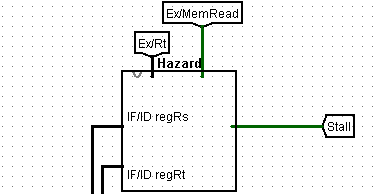 Ex/MemRead
Ex/Rt
Hazard
IF/ID regRs
Stall
IF/ID regRt